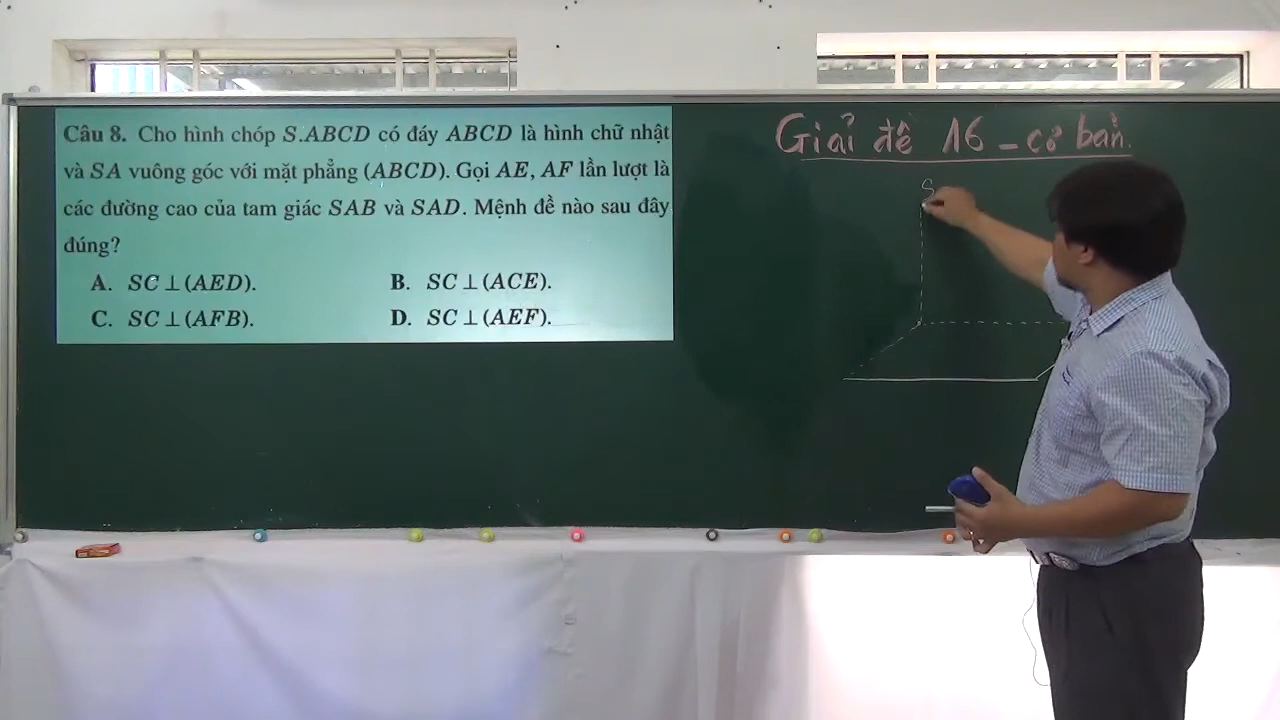 Câu 8. Cho hình chóp S.ABCD có đáy ABCD là hình chữ nhật
và SA vuông góc với mặt phẳng (ABCD). Gọi AE, AF lần lượt là
các đường cao của tam giác SAB và SAD. Mệnh đề nào sau đây
đúng?
A. SC ⊥ (AED). B. SC ⊥ (ACE).
C. SC ⊥ (AFB). D. SC ⊥ (AEF).
Giải đề 16 - cơ bản.
S